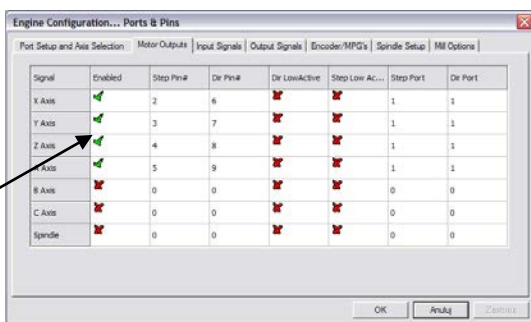 Engine Configuration... Ports & Pins
Port Setup and Axis Selection Motor Outputs Input Signals Output Signals Encoder/MPG's Spindle Setup Mill Options
Signal Enabled Step Pin# Dir Pin# Dir LowActive Step Low Ac... Step Port Dir Port
X Axis 2 6 1 1
Y Axis 3 7 1 1
Z Axis 4 8 1 1
A Axis 5 9 1 1
B Axis 0 0 0 0
C Axis 0 0 0 0
Spindle 0 0 0 0
OK Anuluj Zastosuj